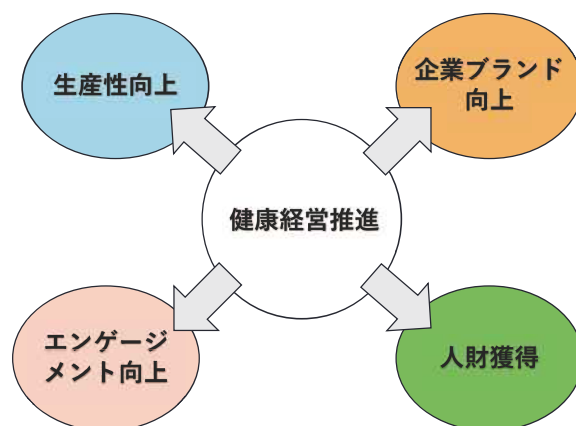 生産性向上
企業ブランド
向上
健康経営推進
エンゲージ
メント向上
人財獲得